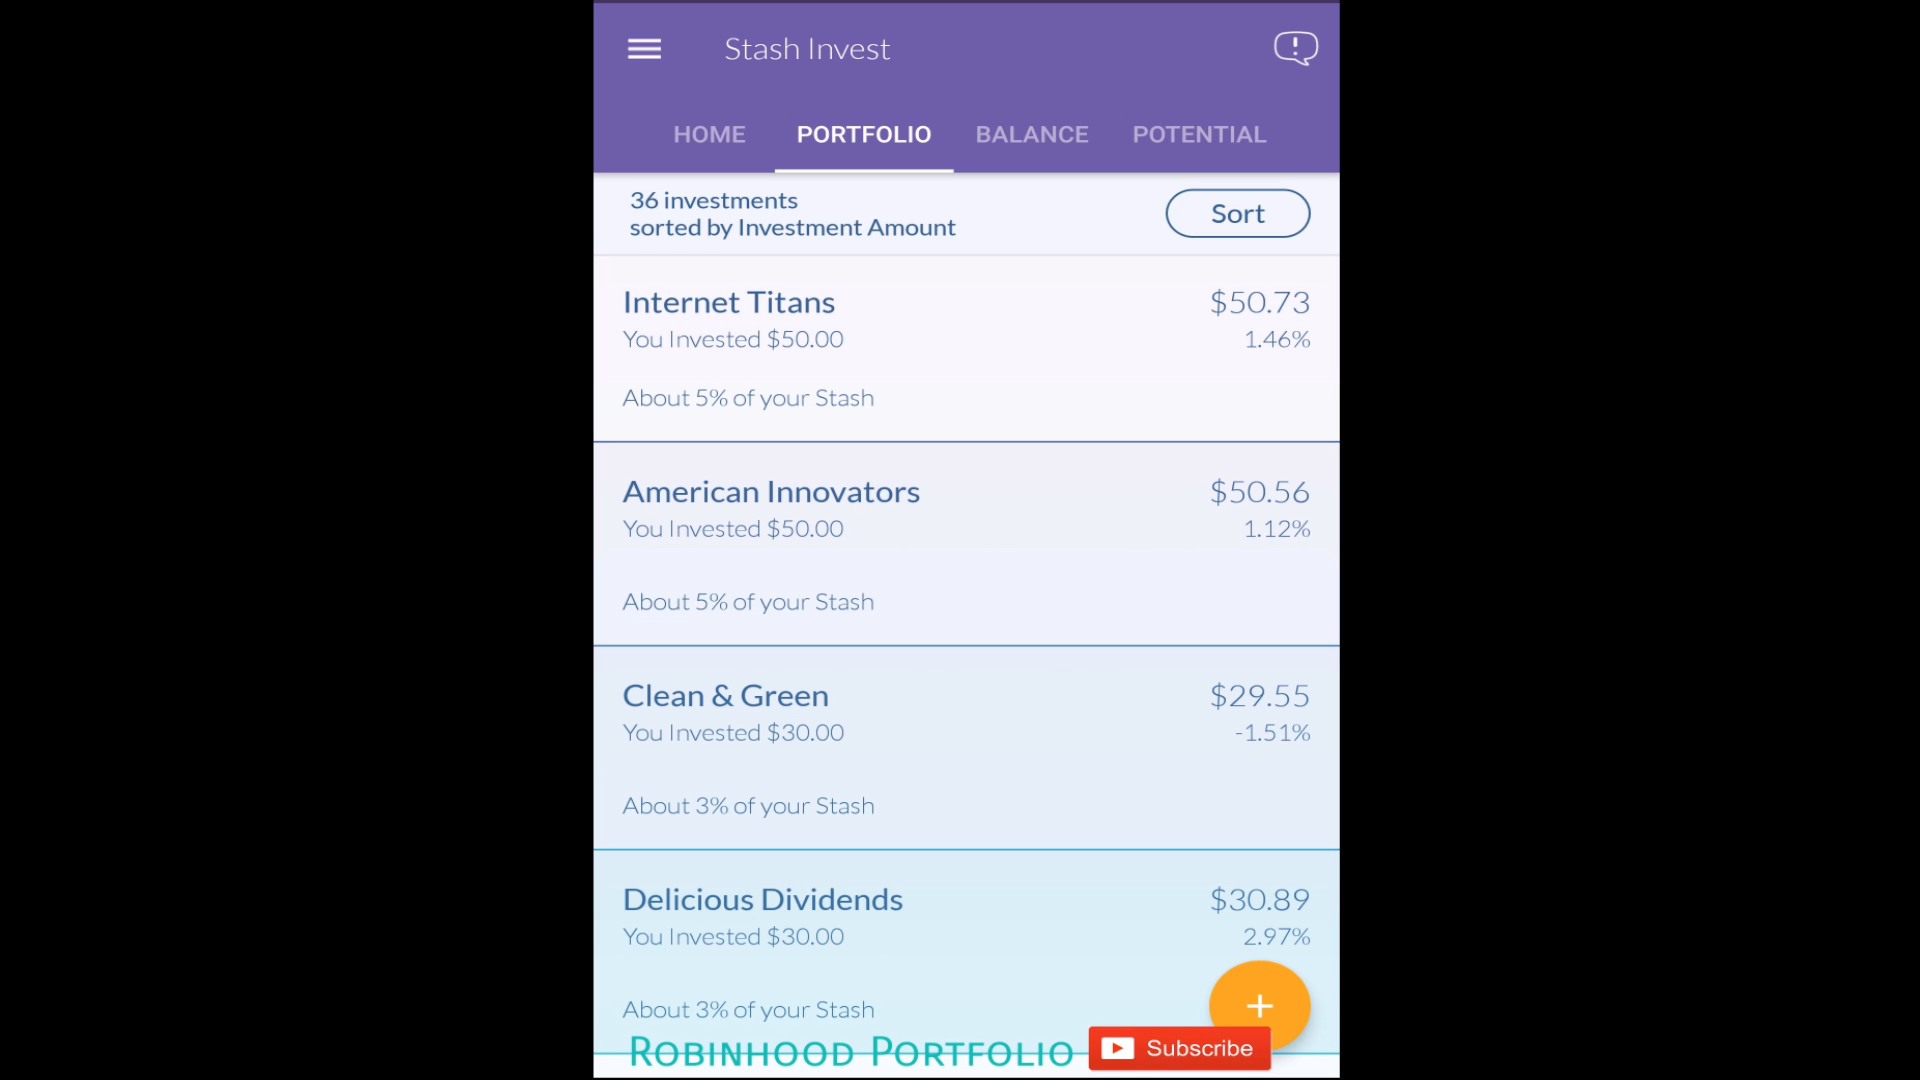 Stash Invest
HOME PORTFOLIO BALANCE POTENTIAL
36 investments
sorted by Investment Amount
Sort
Internet Titans $50.73
You Invested $50.00 1.46%
About 5% of your Stash
American Innovators $50.56
You Invested $50.00 1.12%
About 5% of your Stash
Clean & Green $29.55
You Invested $30.00 -1.51%
About 3% of your Stash
Delicious Dividends $30.89
You Invested $30.00 2.97%
About 3% of your Stash
+
ROBINHOOD PORTFOLIO Subscribe